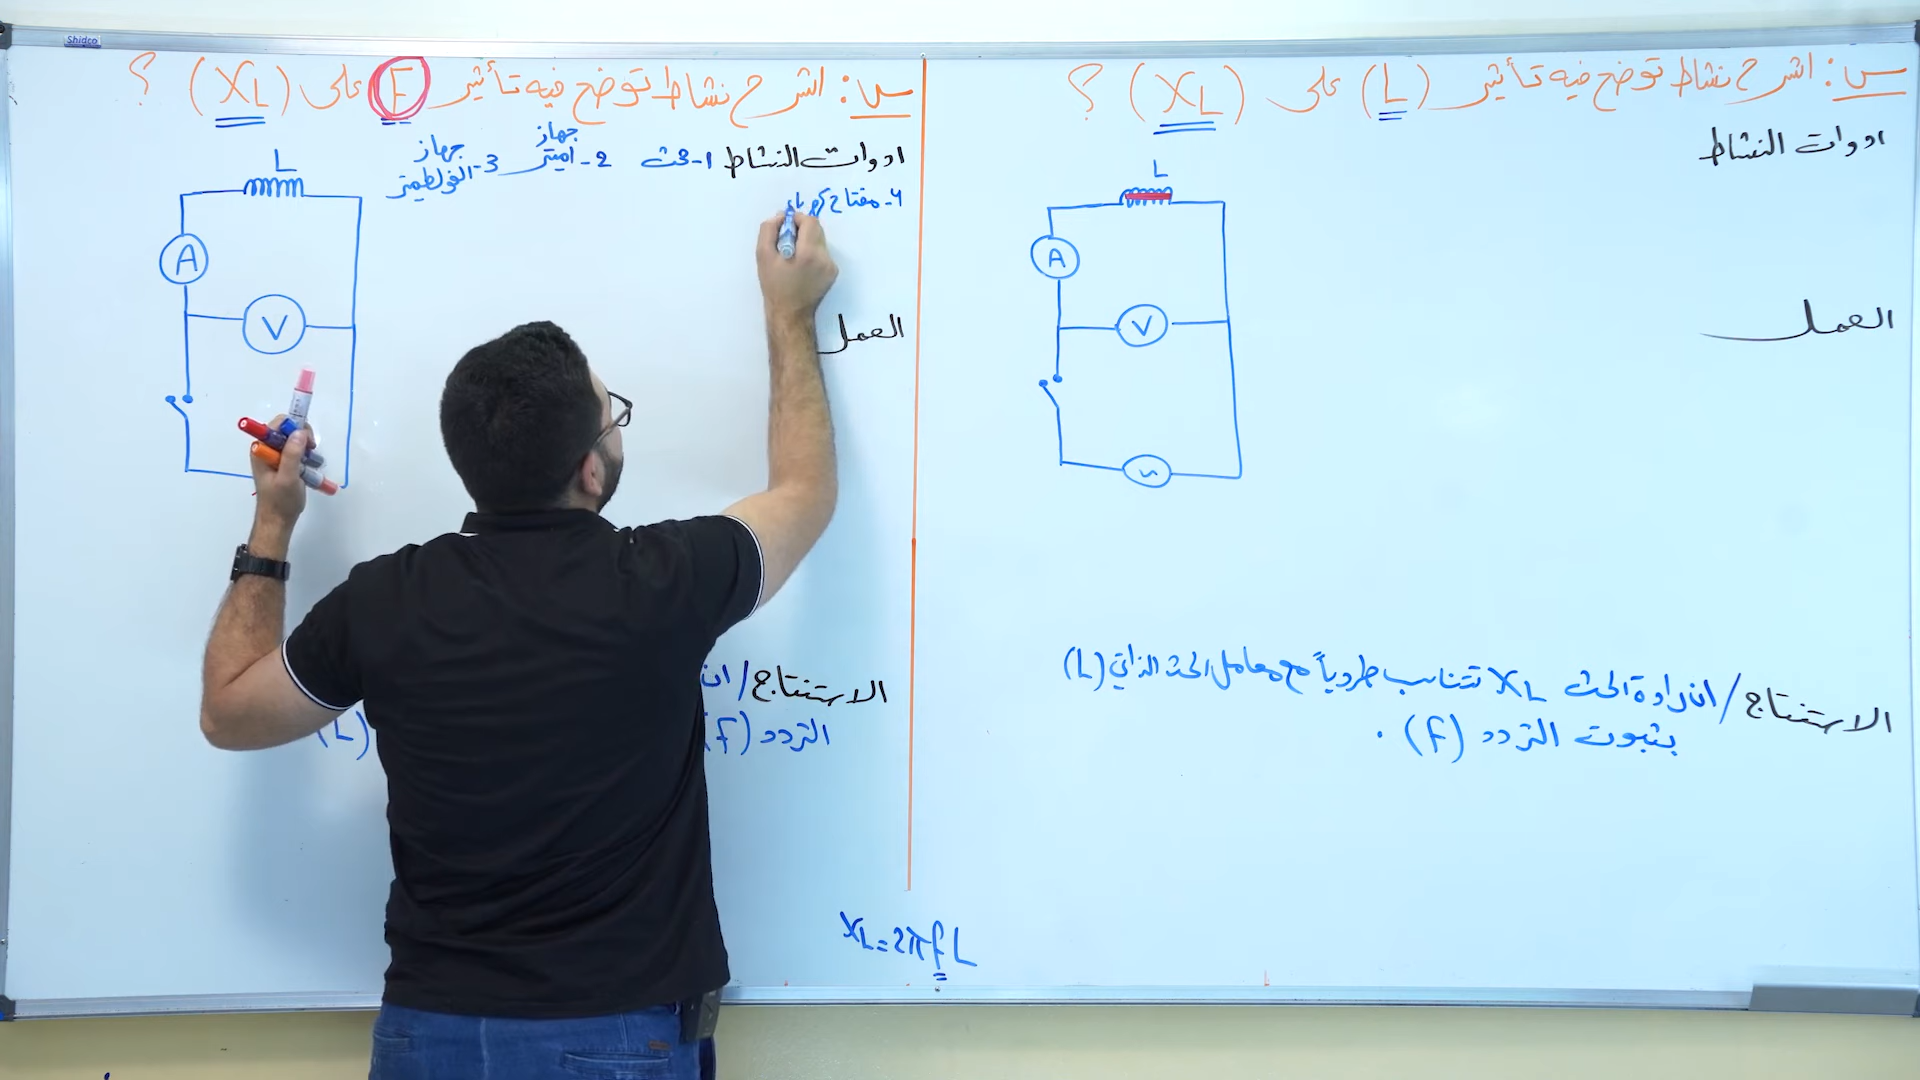 Shidco
س: اشرح نشاط توضح فيه تأثير (L) على (XL) ؟
ادوات النشاط
L
A
V
العمل
الاستنتاج / ان رادة الحث XL تتناسب طردياً مع معامل الحث الذاتي (L)
بثبوت التردد (f) .
س: اشرح نشاط توضح فيه تأثير F على (XL) ؟
ادوات النشاط 1- محث 2- جهاز اميتر 3- جهاز الفولطميتر
4- مفتاح كهرباء
L
A
V
العمل
الاستنتاج / ان
التردد (f) (L)
XL = 2πfL